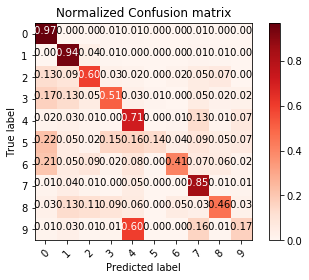 Normalized Confusion matrix
0 0.97 0.00 0.00 0.01 0.01 0.00 0.00 0.01 0.01 0.00
1 0.00 0.94 0.04 0.01 0.00 0.00 0.00 0.01 0.01 0.00
2 0.13 0.09 0.60 0.03 0.02 0.00 0.02 0.05 0.07
3 0.17 0.13 0.05 0.51 0.03 0.01 0.00 0.05 0.02
4 0.02 0.03 0.01 0.00 0.71 0.00 0.01 0.13 0.01 0.07
5 0.22 0.05 0.02 0.15 0.16 0.14 0.04 0.09 0.05 0.07
6 0.21 0.05 0.09 0.02 0.08 0.00 0.41 0.07 0.06 0.02
7 0.01 0.04 0.01 0.00 0.05 0.00 0.00 0.85 0.01 0.01
8 0.03 0.13 0.11 0.09 0.06 0.00 0.05 0.03 0.46 0.03
9 0.01 0.03 0.01 0.01 0.60 0.00 0.00 0.16 0.17
0 1 2 3 4 5 6 7 8 9
True label
Predicted label
0.8
0.6
0.4
0.2
0.0